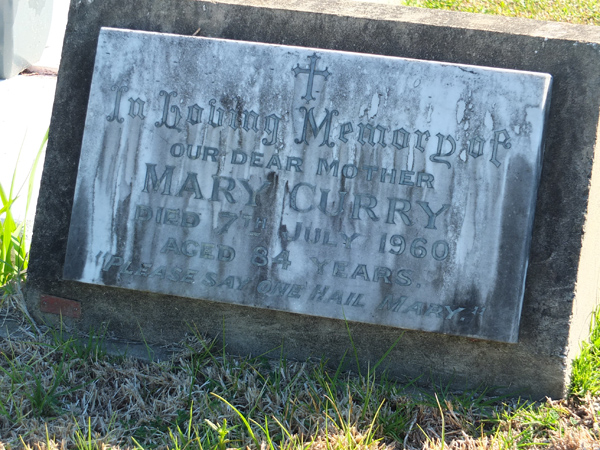 In Loving Memory of
OUR DEAR MOTHER
MARY CURRY
DIED 7TH JULY 1960
AGED 84 YEARS.
"PLEASE SAY ONE HAIL MARY."